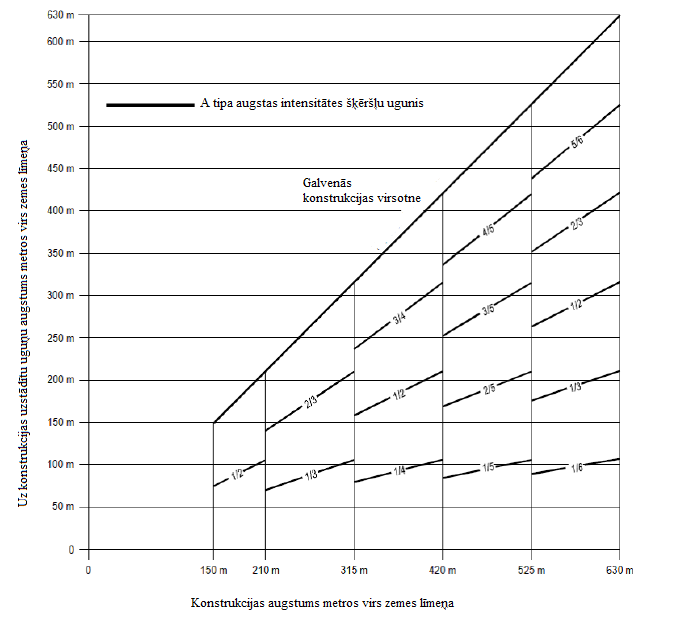 630 m
600 m
550 m
500 m
450 m
400 m
350 m
300 m
250 m
200 m
150 m
100 m
50 m
0
Uz konstrukcijas uzstādītu uguņu augstums metros virs zemes līmeņa
A tipa augstas intensitātes šķēršļu ugunis
Galvenās
konstrukcijas virsotne
5/6
4/5
2/3
3/4
3/5
1/2
2/3
1/2
2/5
1/3
1/2
1/3
1/4
1/5
1/6
0
150 m
210 m
315 m
420 m
525 m
630 m
Konstrukcijas augstums metros virs zemes līmeņa